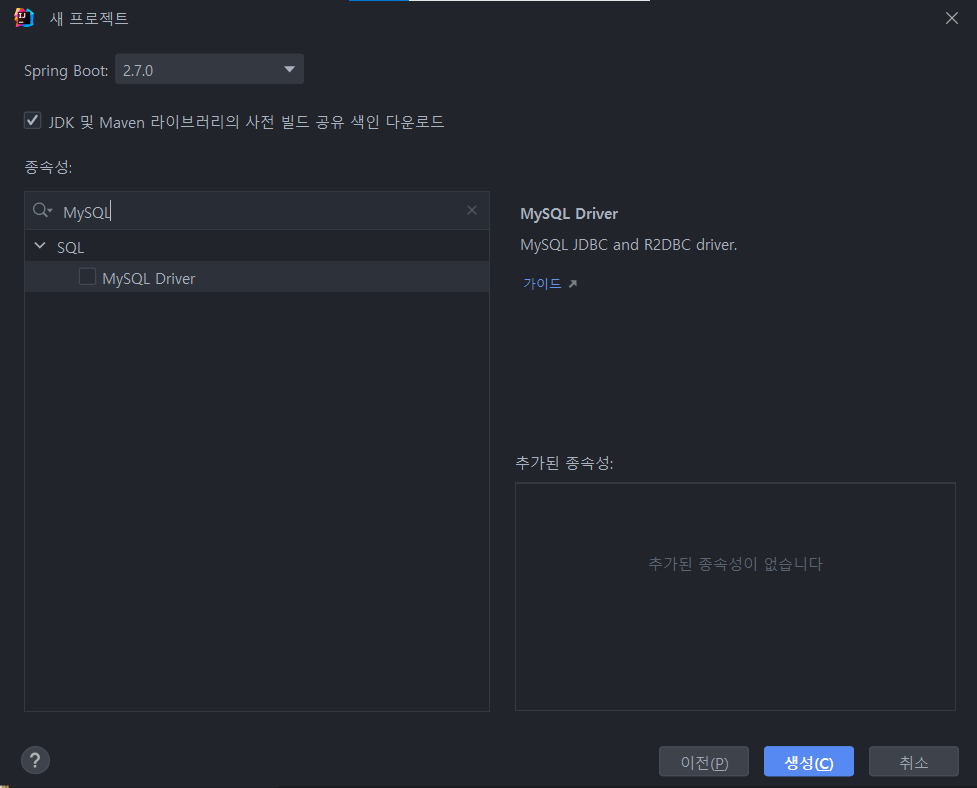 새 프로젝트
Spring Boot: 2.7.0
JDK 및 Maven 라이브러리의 사전 빌드 공유 색인 다운로드
종속성:
MySQL
SQL
MySQL Driver
MySQL Driver
MySQL JDBC and R2DBC driver.
가이드
추가된 종속성:
추가된 종속성이 없습니다
?
이전(P) 생성(C) 취소